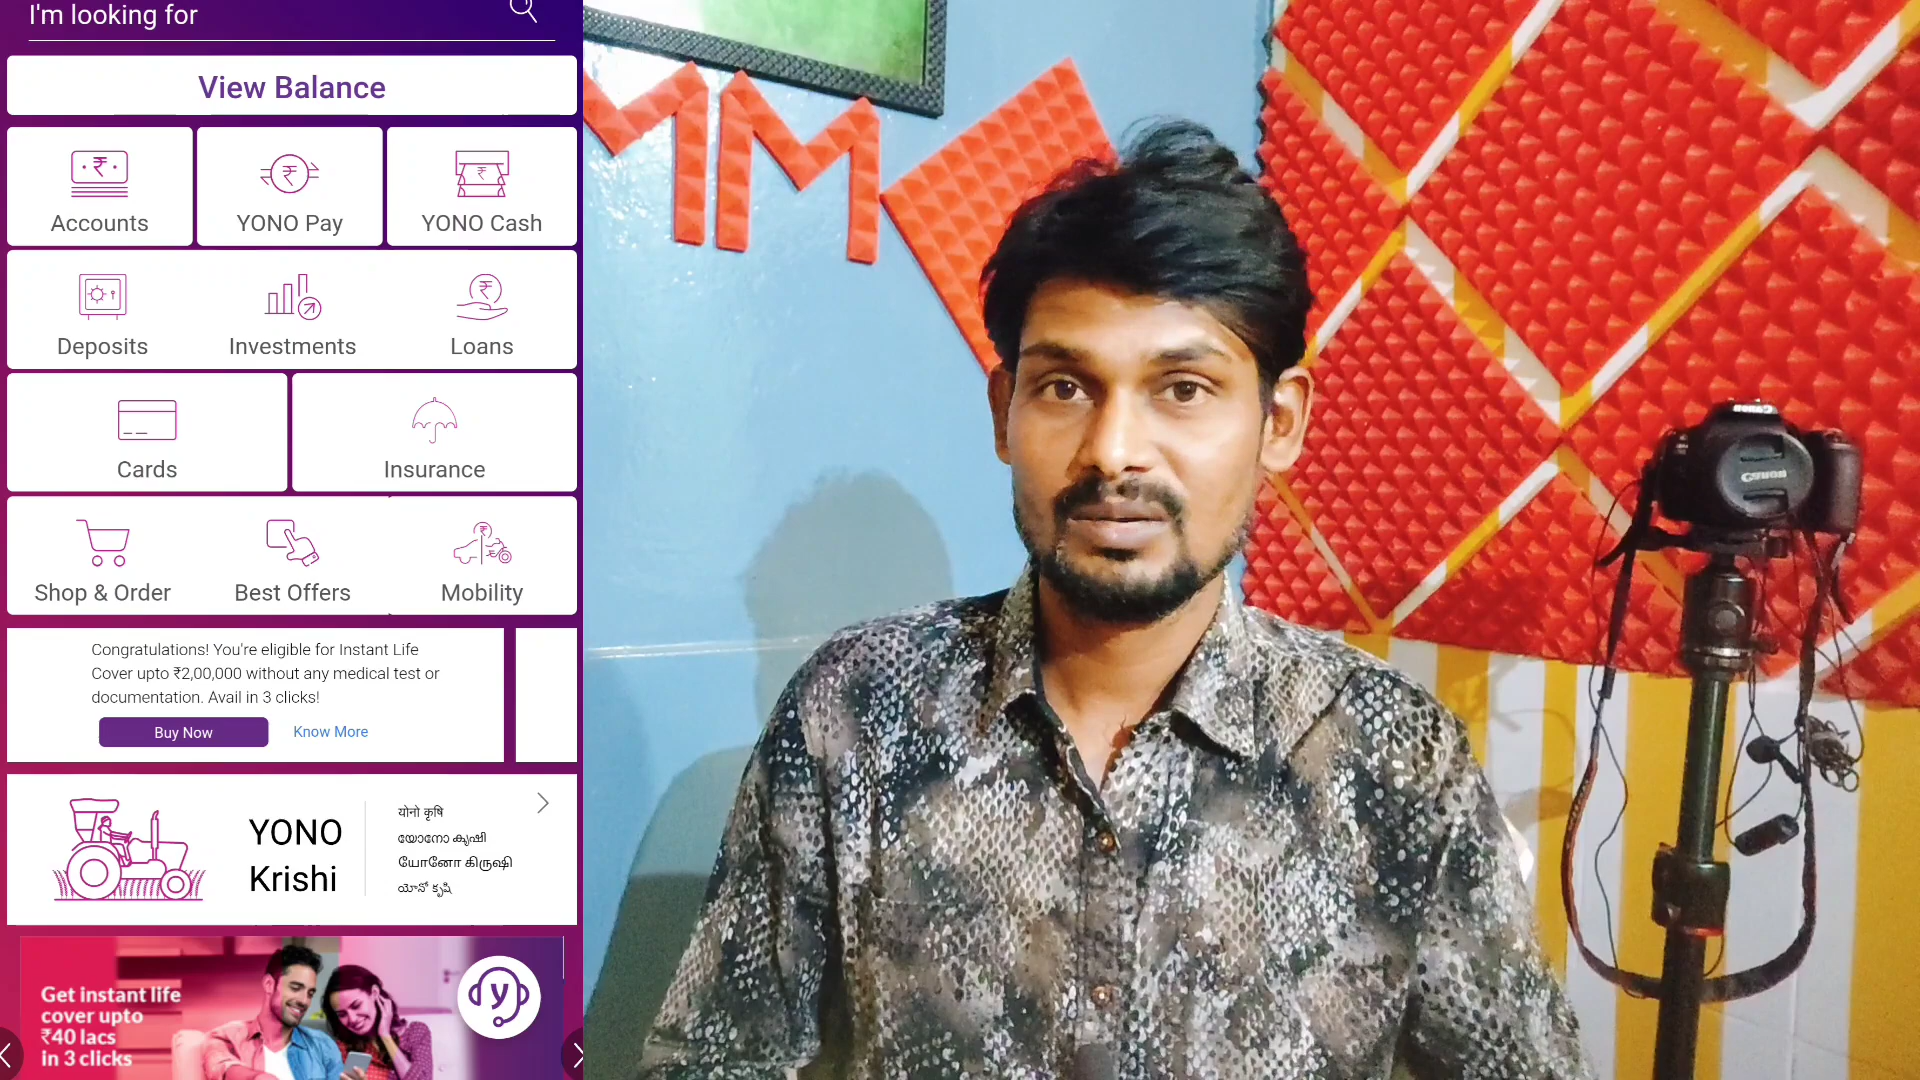 I'm looking for
View Balance
Accounts
YONO Pay
YONO Cash
Deposits
Investments
Loans
Cards
Insurance
Shop & Order
Best Offers
Mobility
Congratulations! You're eligible for Instant Life
Cover upto ₹2,00,000 without any medical test or
documentation. Avail in 3 clicks!
Buy Now
Know More
YONO
Krishi
योनो कृषि
യോനോ കൃഷി
யோனோ கிருஷி
యోనో కృషి
Get instant life
cover upto
₹40 lacs
in 3 clicks
y
MM
Canon
Canon